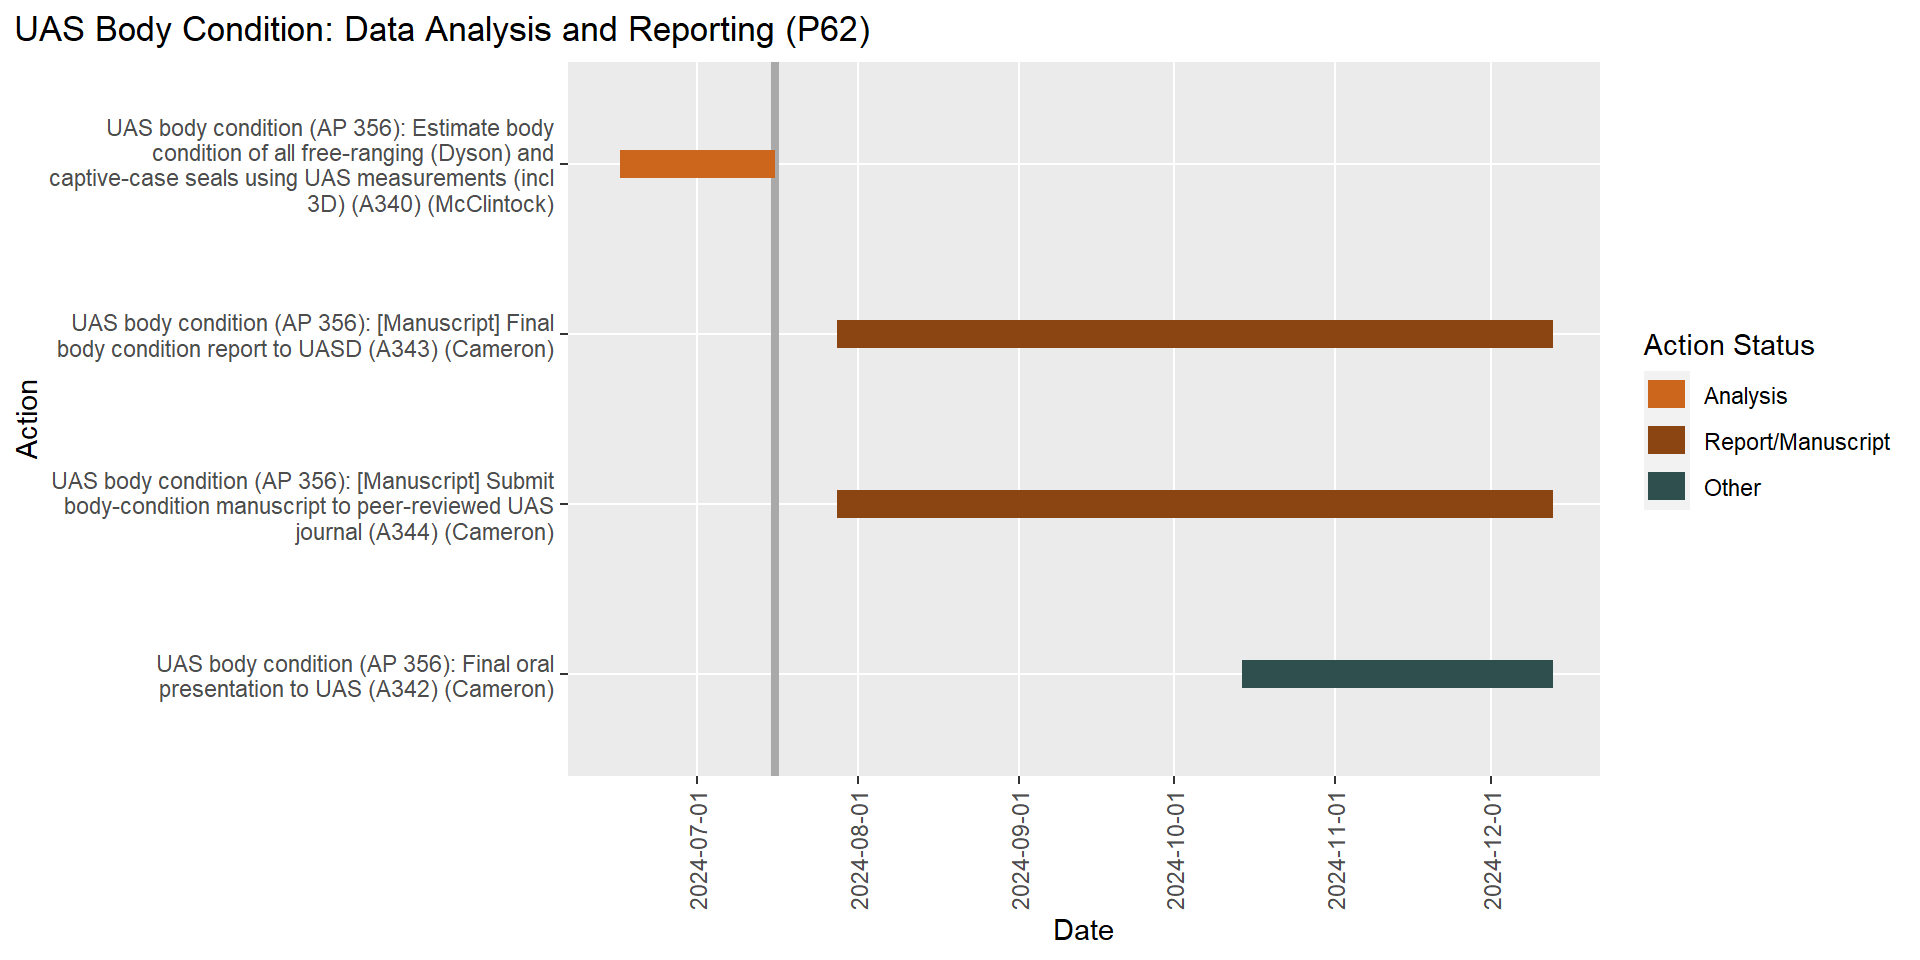 UAS Body Condition: Data Analysis and Reporting (P62)
Action
UAS body condition (AP 356): Estimate body
condition of all free-ranging (Dyson) and
captive-case seals using UAS measurements (incl
3D) (A340) (McClintock)
UAS body condition (AP 356): [Manuscript] Final
body condition report to UASD (A343) (Cameron)
UAS body condition (AP 356): [Manuscript] Submit
body-condition manuscript to peer-reviewed UAS
journal (A344) (Cameron)
UAS body condition (AP 356): Final oral
presentation to UAS (A342) (Cameron)
2024-07-01
2024-08-01
2024-09-01
2024-10-01
2024-11-01
2024-12-01
Date
Action Status
Analysis
Report/Manuscript
Other